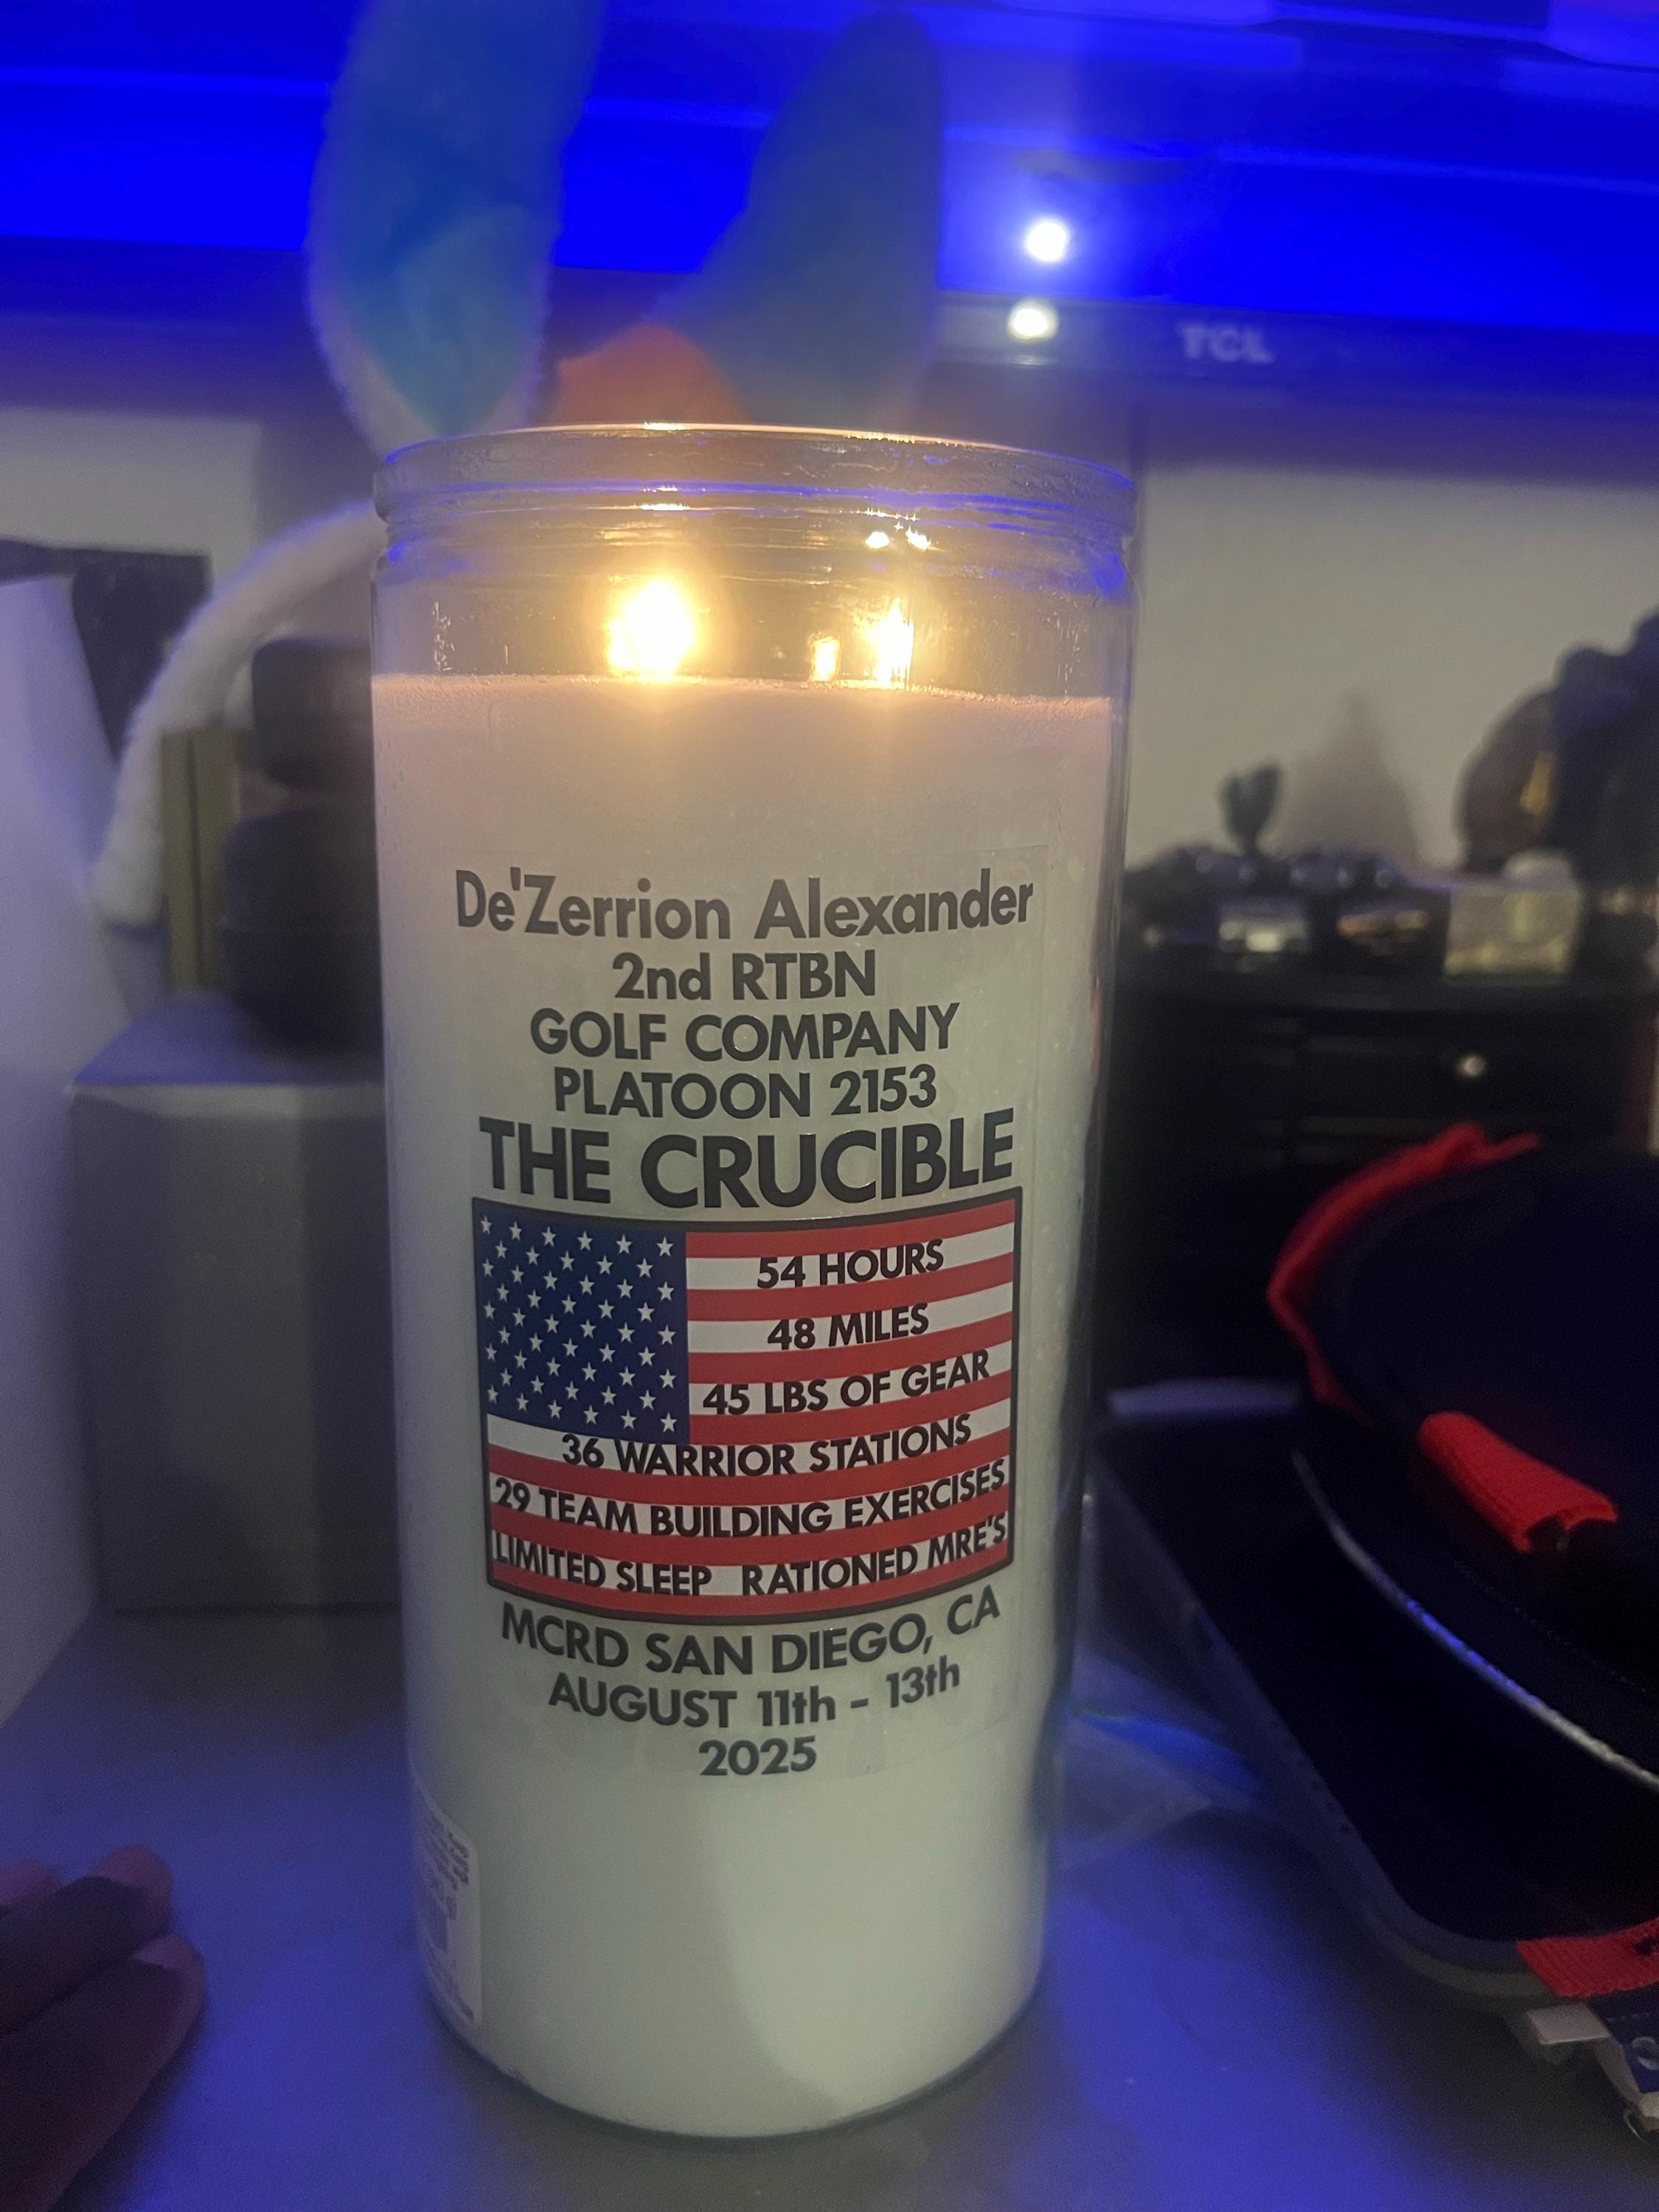 TCL
De'Zerrion Alexander
2nd RTBN
GOLF COMPANY
PLATOON 2153
THE CRUCIBLE
54 HOURS
48 MILES
45 LBS OF GEAR
36 WARRIOR STATIONS
29 TEAM BUILDING EXERCISES
LIMITED SLEEP RATIONED MRE'S
MCRD SAN DIEGO, CA
AUGUST 11th - 13th
2025